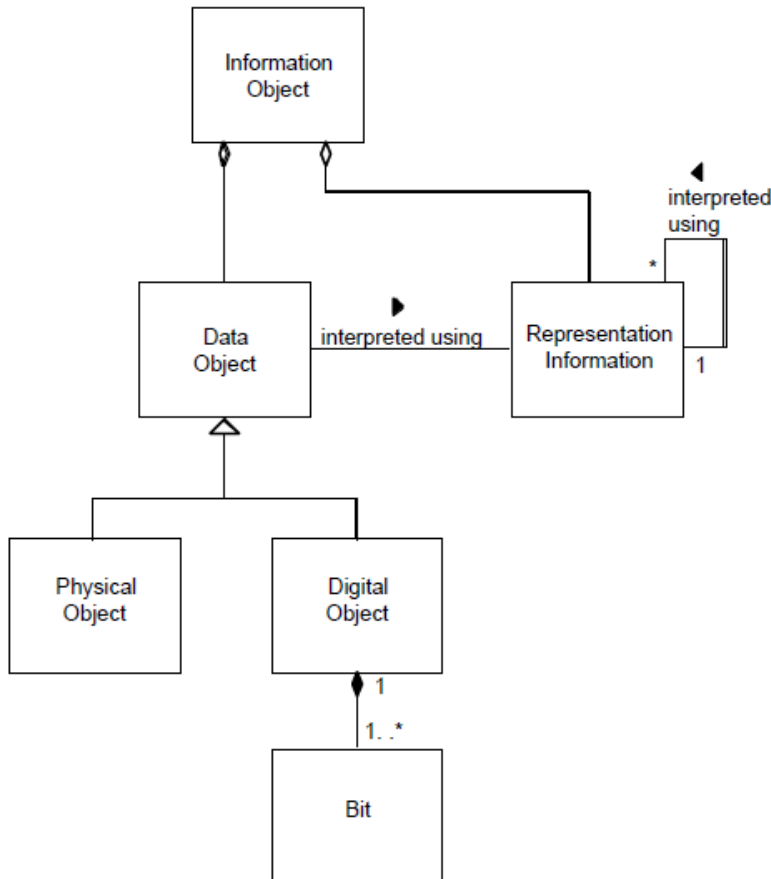 Information
Object
interpreted
using
*
Data
Object
interpreted using
Representation
Information
1
Physical
Object
Digital
Object
1
1. .*
Bit